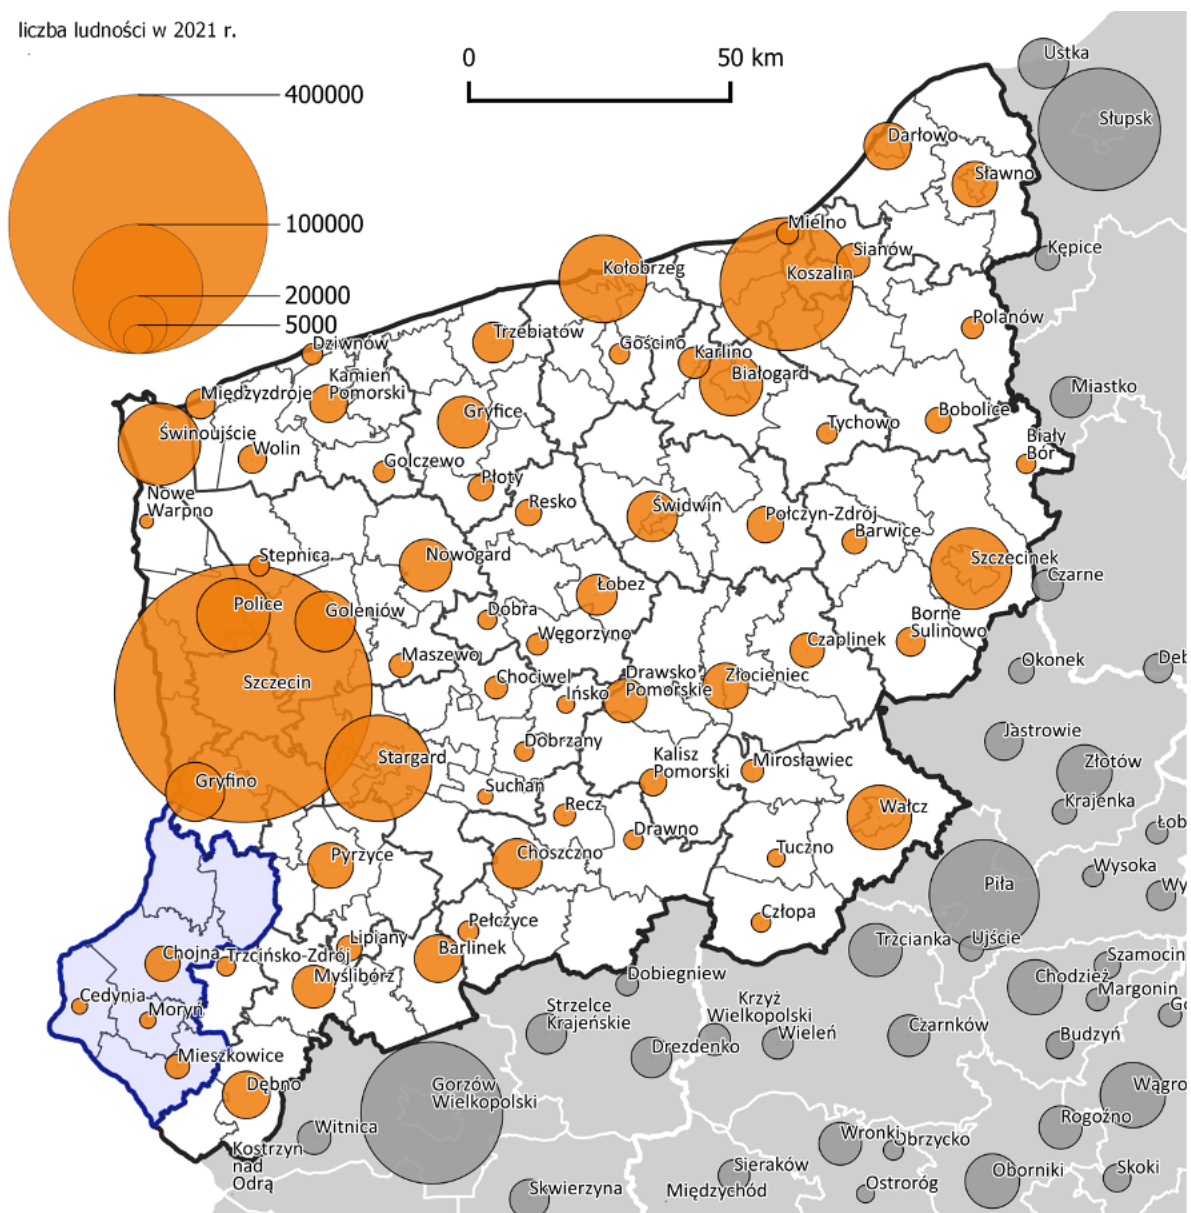 liczba ludności w 2021 r.
0
50 km
400000
100000
20000
5000
Ustka
Słupsk
Darłowo
Sławno
Mielno
Sianów
Koszalin
Kępice
Kołobrzeg
Polanów
Trzebiatów
Gościno
Karlino
Dziwnów
Białogard
Kamień
Pomorski
Międzyzdroje
Miastko
Gryfice
Świnoujście
Tychowo
Bobolice
Biały
Bór
Wolin
Golczewo
Płoty
Nowe
Warpno
Resko
Świdwin
Połczyn-Zdrój
Barwice
Stepnica
Nowogard
Szczecinek
Czarne
Łobez
Police
Goleniów
Dobra
Węgorzyno
Borne
Sulinowo
Czaplinek
Maszewo
Okonek
Deb
Szczecin
Chociwel
Ińsko
Drawsko
Pomorskie
Złocieniec
Jastrowie
Stargard
Dobrzany
Kalisz
Pomorski
Mirosławiec
Złotów
Gryfino
Suchań
Recz
Wałcz
Krajenka
Łob
Drawno
Pyrzyce
Choszczno
Tuczno
Wysoka
Piła
Wy
Pełczyce
Człopa
Lipiany
Barlinek
Trzcianka
Ujście
Chojna
Trzcińsko-Zdrój
Myślibórz
Szamocin
Dobiegniew
Chodzież
Margonin
Cedynia
Moryń
Strzelce
Krajeńskie
Krzyż
Wielkopolski
Wieleń
Czarnków
Go
Budzyń
Mieszkowice
Drezdenko
Dębno
Gorzów
Wielkopolski
Wągro
Witnica
Rogoźno
Wronki
Obrzycko
Kostrzyn
nad
Odrą
Sieraków
Międzychód
Oborniki
Skoki
Skwierzyna
Ostroróg